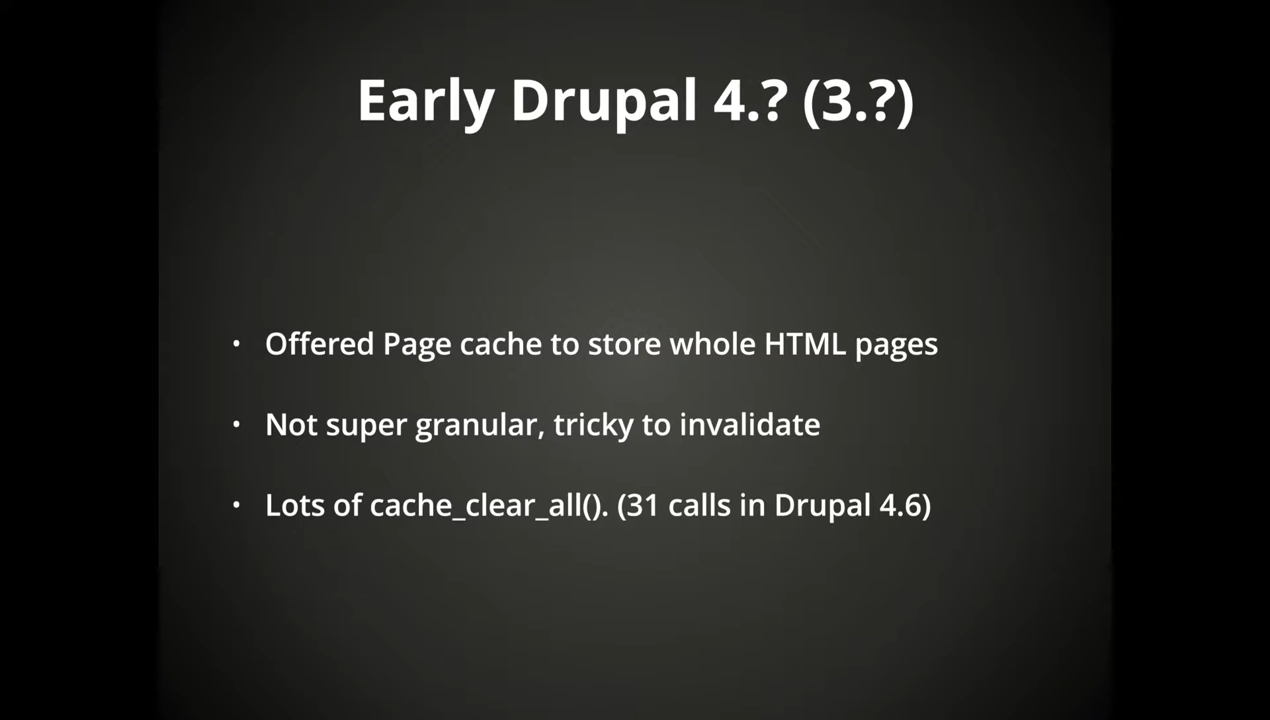 Early Drupal 4.? (3.?)
• Offered Page cache to store whole HTML pages
• Not super granular, tricky to invalidate
• Lots of cache_clear_all(). (31 calls in Drupal 4.6)